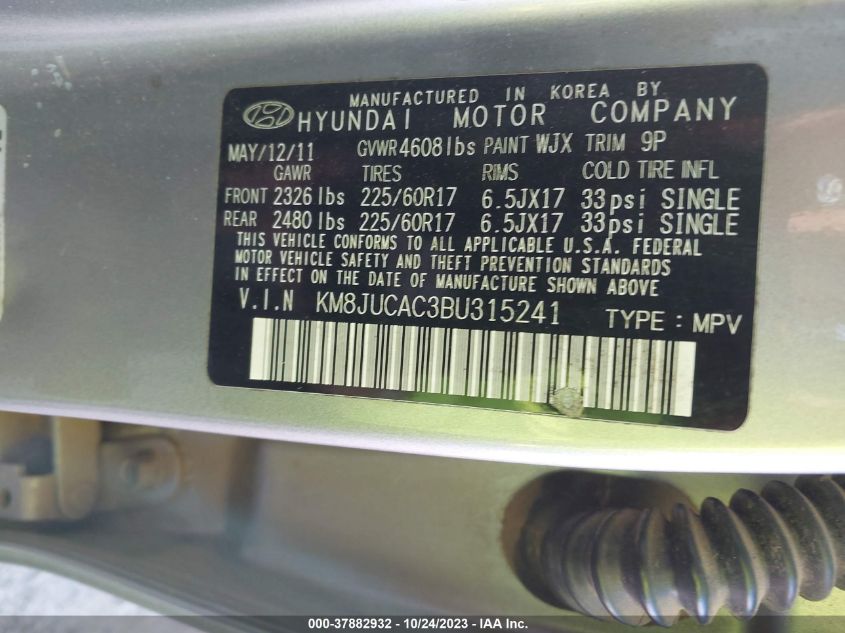 MANUFACTURED IN KOREA BY
HYUNDAI MOTOR COMPANY
MAY/12/11 GVWR 4608 lbs PAINT WJX TRIM 9P
GAWR TIRES RIMS COLD TIRE INFL
FRONT 2326 lbs 225/60R17 6.5JX17 33psi SINGLE
REAR 2480 lbs 225/60R17 6.5JX17 33psi SINGLE
THIS VEHICLE CONFORMS TO ALL APPLICABLE U.S.A. FEDERAL
MOTOR VEHICLE SAFETY AND THEFT PREVENTION STANDARDS
IN EFFECT ON THE DATE OF MANUFACTURE SHOWN ABOVE
V.I.N KM8JUCAC3BU315241 TYPE : MPV
000-37882932 - 10/24/2023 - IAA Inc.